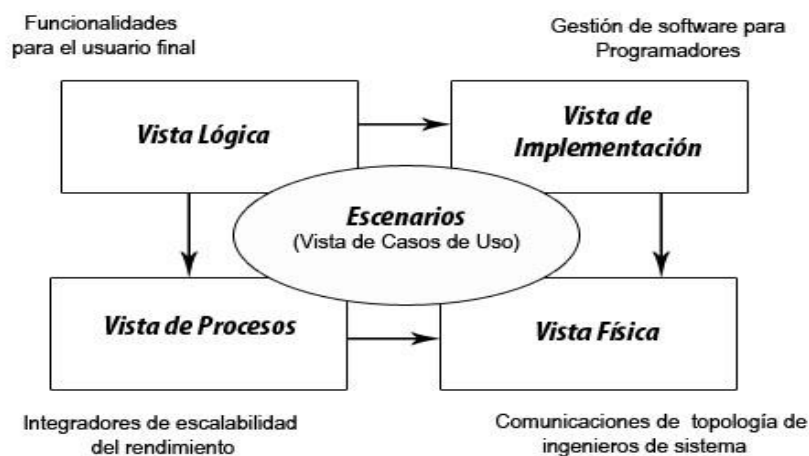 Funcionalidades
para el usuario final
Gestión de software para
Programadores
Vista Lógica
Vista de
Implementación
Escenarios
(Vista de Casos de Uso)
Vista de Procesos
Vista Física
Integradores de escalabilidad
del rendimiento
Comunicaciones de topología de
ingenieros de sistema